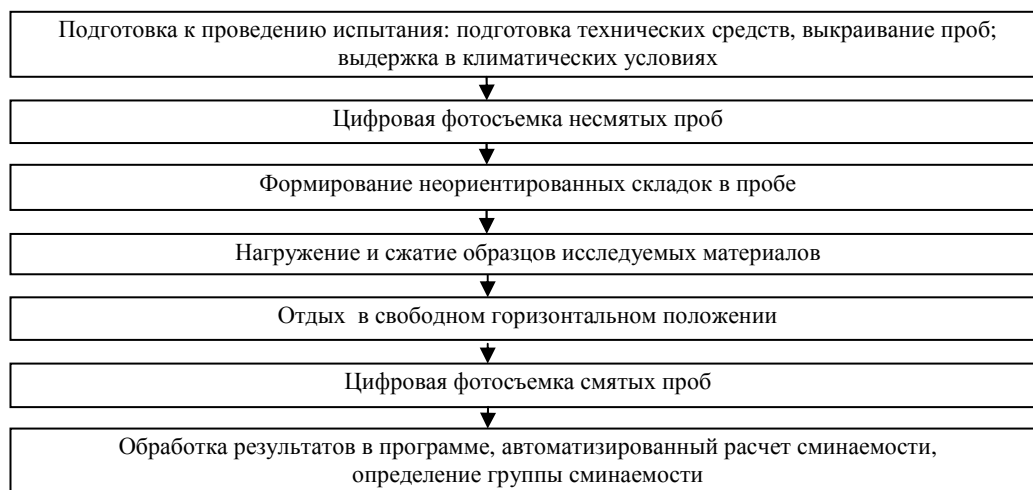 Подготовка к проведению испытания: подготовка технических средств, выкраивание проб;
выдержка в климатических условиях
Цифровая фотосъемка несмятых проб
Формирование неориентированных складок в пробе
Нагружение и сжатие образцов исследуемых материалов
Отдых в свободном горизонтальном положении
Цифровая фотосъемка смятых проб
Обработка результатов в программе, автоматизированный расчет сминаемости,
определение группы сминаемости